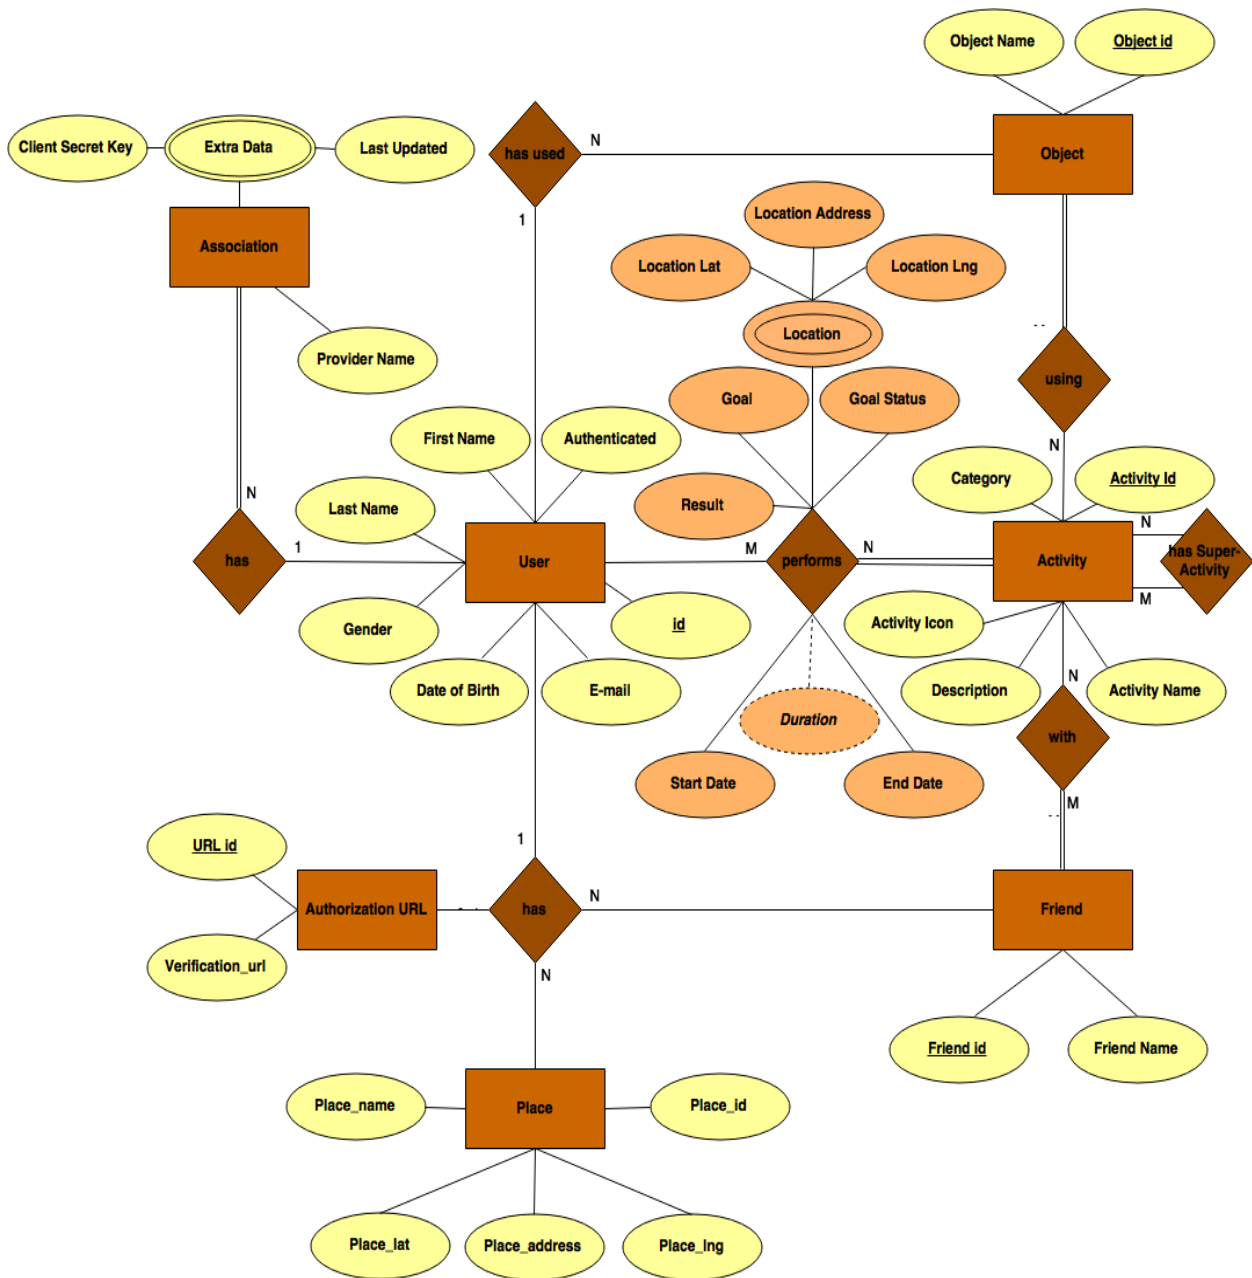 Object Name
Object id
Client Secret Key
Extra Data
Last Updated
has used
N
Object
1
Association
Location Address
Location Lat
Location Lng
Location
Provider Name
using
Goal
Goal Status
First Name
Authenticated
N
Category
Activity Id
N
Last Name
Result
N
1
M
N
has
User
performs
Activity
has Super-
Activity
M
Gender
id
Activity Icon
Date of Birth
E-mail
N
Description
Activity Name
Duration
with
Start Date
End Date
M
1
URL id
N
Authorization URL
has
Friend
Verification_url
N
Friend id
Friend Name
Place_name
Place
Place_id
Place_lat
Place_address
Place_lng